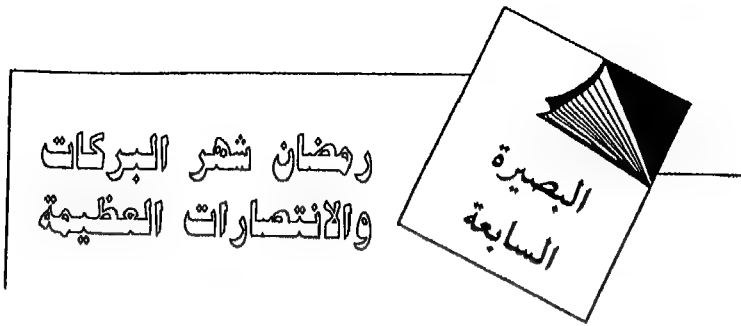 البصيرة
السابعة
رمضان شهر البركات
والانتصارات العظيمة